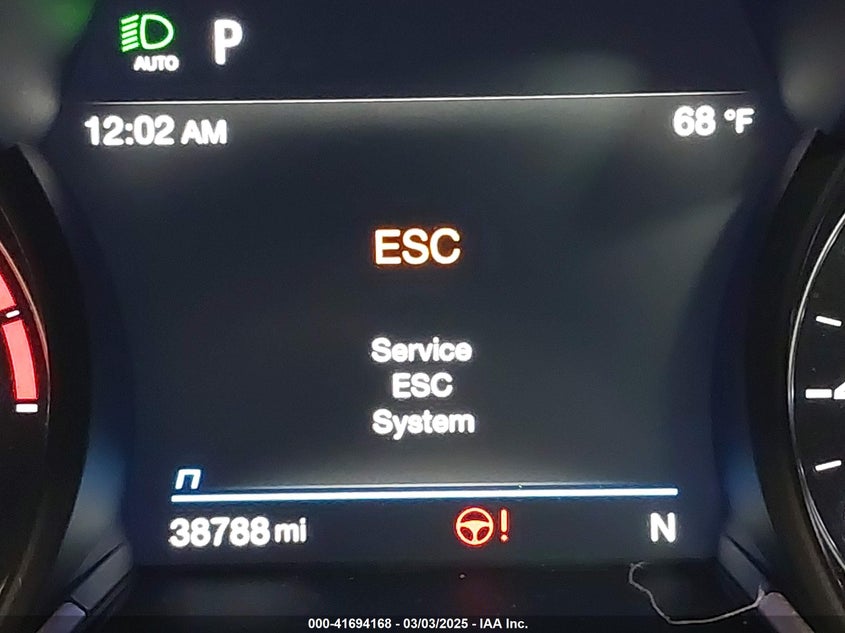 AUTO
P
12:02 AM
68 °F
ESC
Service
ESC
System
n
38788 mi
!
N
000-41694168 - 03/03/2025 - IAA Inc.